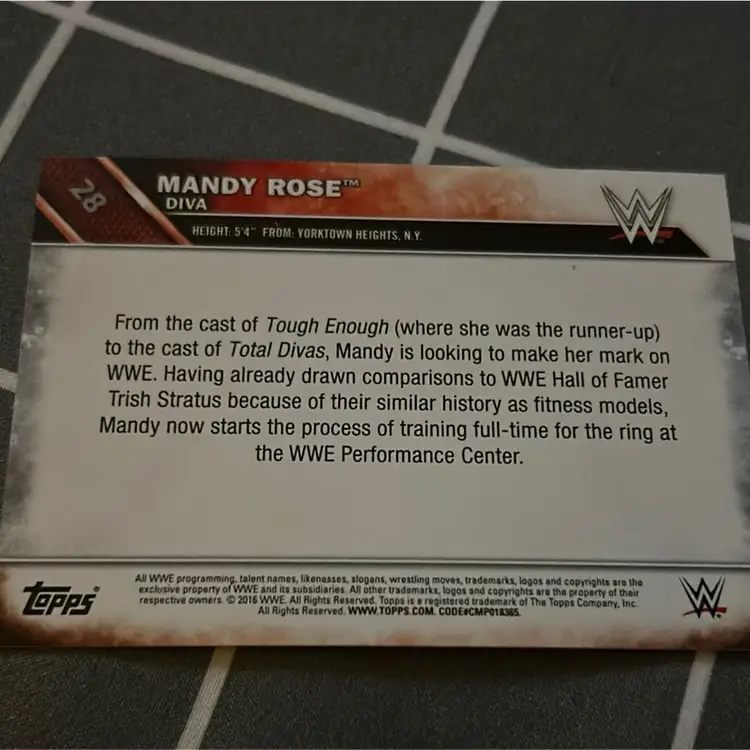 28
MANDY ROSE™
DIVA
HEIGHT: 5'4" FROM: YORKTOWN HEIGHTS, N.Y.
W
From the cast of Tough Enough (where she was the runner-up)
to the cast of Total Divas, Mandy is looking to make her mark on
WWE. Having already drawn comparisons to WWE Hall of Famer
Trish Stratus because of their similar history as fitness models,
Mandy now starts the process of training full-time for the ring at
the WWE Performance Center.
Topps®
All WWE programming, talent names, likenesses, slogans, wrestling moves, trademarks, logos and copyrights are the
exclusive property of WWE and its subsidiaries. All other trademarks, logos and copyrights are the property of their
respective owners. © 2016 WWE. All Rights Reserved. Topps is a registered trademark of The Topps Company, Inc.
All Rights Reserved. WWW.TOPPS.COM. CODE#CMP018365.
W